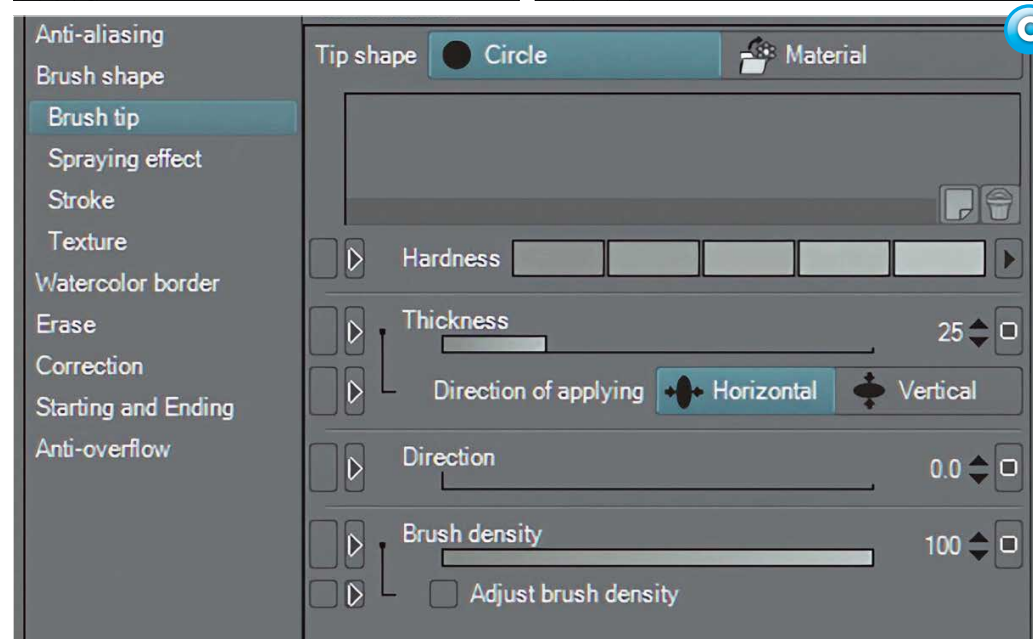 Anti-aliasing
Brush shape
Brush tip
Spraying effect
Stroke
Texture
Watercolor border
Erase
Correction
Starting and Ending
Anti-overflow
Tip shape Circle Material
Hardness
Thickness 25
Direction of applying Horizontal Vertical
Direction 0.0
Brush density 100
Adjust brush density